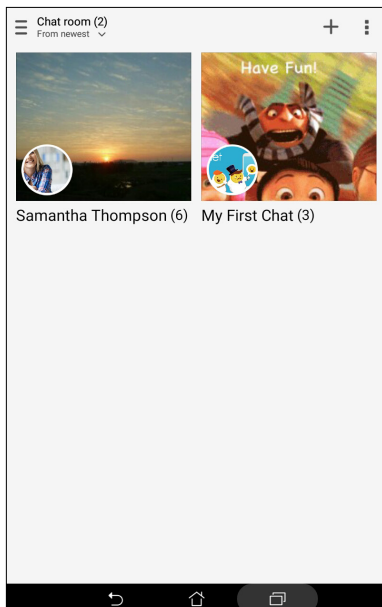 Chat room (2)
From newest
Have Fun!
Samantha Thompson (6)
My First Chat (3)